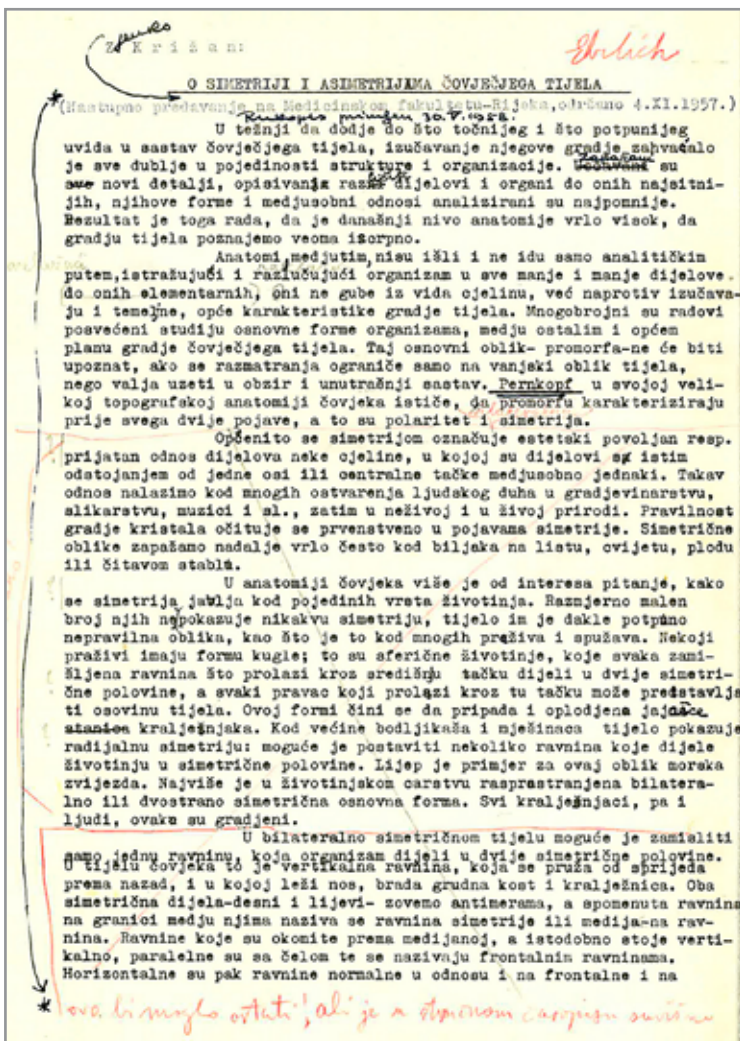 Zdenko
Z. K r i ž a n :
Ehrlich
O SIMETRIJI I ASIMETRIJAMA ČOVJEČJEGA TIJELA
(Nastupno predavanje na Medicinskom fakultetu-Rijeka, održano 4.XI.1957.)
Rukopis primljen 30.V.1958.
U težnji da dodje do što točnijeg i što potpunijeg
uvida u sastav čovječjega tijela, izučavanje njegove gradje zahvaćalo
je sve dublje u pojedinosti strukture i organizacije. su
sve novi detalji, opisivani razni dijelovi i organi do onih najsitni-
jih, njihove forme i medjusobni odnosi analizirani su najpomnije.
Rezultat je toga rada, da je današnji nivo anatomije vrlo visok, da
gradju tijela poznajemo veoma iscrpno.
Anatomi, medjutim, nisu išli i ne idu samo analitičkim
putem, istražujući i razlučujući organizam u sve manje i manje dijelove
do onih elementarnih, oni ne gube iz vida cjelinu, već naprotiv izučava-
ju i temeljne, opće karakteristike gradje tijela. Mnogobrojni su radovi
posvećeni studiju osnovne forme organizama, medju ostalim i općem
planu gradje čovječjega tijela. Taj osnovni oblik- promorfa-ne će biti
upoznat, ako se razmatranja ograniče samo na vanjski oblik tijela,
nego valja uzeti u obzir i unutrašnji sastav. Pernkopf u svojoj veli-
koj topografskoj anatomiji čovjeka ističe, da promorfu karakteriziraju
prije svega dvije pojave, a to su polaritet i simetrija.
Općenito se simetrijom označuje estetski povoljan resp.
prijatan odnos dijelova neke cjeline, u kojoj su dijelovi sa istim
odstojanjem od jedne osi ili centralne tačke medjusobno jednaki. Takav
odnos nalazimo kod mnogih ostvarenja ljudskog duha u gradjevinarstvu,
slikarstvu, muzici i sl., zatim u neživoj i u živoj prirodi. Pravilnost
gradje kristala očituje se prvenstveno u pojavama simetrije. Simetrične
oblike zapažamo nadalje vrlo često kod biljaka na listu, cvijetu, plodu
ili čitavom stablu.
U anatomiji čovjeka više je od interesa pitanje, kako
se simetrija javlja kod pojedinih vrsta životinja. Razmjerno malen
broj njih ne pokazuje nikakvu simetriju, tijelo im je dakle potpuno
nepravilna oblika, kao što je to kod mnogih praživa i spužava. Nekoji
praživi imaju formu kugle; to su sferične životinje, koje svaka zami-
šljena ravnina što prolazi kroz središnju tačku dijeli u dvije simetri-
čne polovine, a svaki pravac koji prolazi kroz tu tačku može predstavlja
ti osovinu tijela. Ovoj formi čini se da pripada i oplodjena jajašce
stanica kralješnjaka. Kod većine bodljikaša i mješinaca tijelo pokazuje
radijalnu simetriju: moguće je postaviti nekoliko ravnina koje dijele
životinju u simetrične polovine. Lijep je primjer za ovaj oblik morska
zvijezda. Najviše je u životinjskom carstvu rasprastranjena bilatera-
lno ili dvostrano simetrična osnovna forma. Svi kralješnjaci, pa i
ljudi, ovako su gradjeni.
U bilateralno simetričnom tijelu moguće je zamisliti
samo jednu ravninu, koja organizam dijeli u dvije simetrične polovine.
U tijelu čovjeka to je vertikalna ravnina, koja se pruža od sprijeda
prema nazad, i u kojoj leži nos, brada grudna kost i kralježnica. Oba
simetrična dijela-desni i lijevi- zovemo antimerama, a spomenuta ravnina
na granici medju njima naziva se ravnina simetrije ili medija-na rav-
nina. Ravnine koje su okomite prema medijanoj, a istodobno stoje verti-
kalno, paralelne su sa čelom te se nazivaju frontalnim ravninama.
Horizontalne su pak ravnine normalne u odnosu i na frontalne i na
ova bi moglo ostati!, ali je u stručnom časopisu suvišno